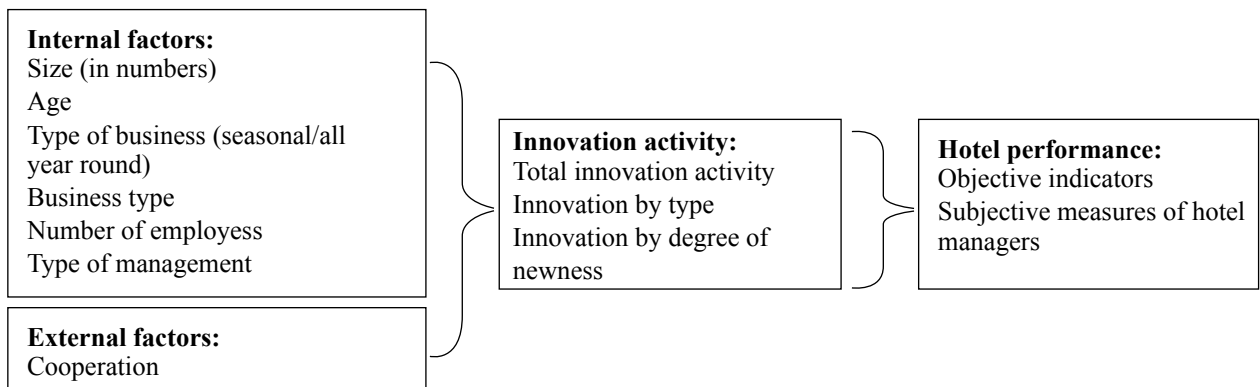 Internal factors:
Size (in numbers)
Age
Type of business (seasonal/all
year round)
Business type
Number of employess
Type of management
External factors:
Cooperation
Innovation activity:
Total innovation activity
Innovation by type
Innovation by degree of
newness
Hotel performance:
Objective indicators
Subjective measures of hotel
managers